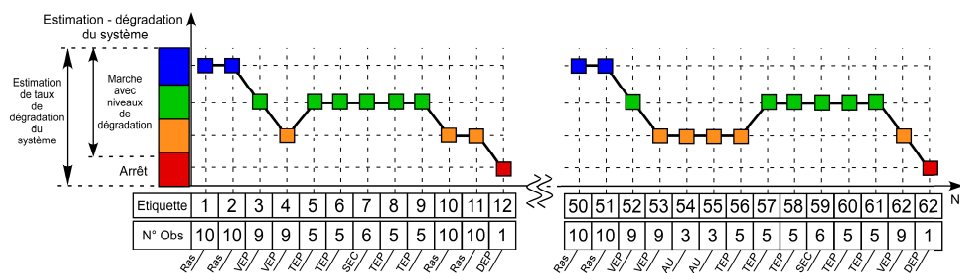 Estimation - dégradation
du système
Estimation
de taux
de
dégradation
du
système
Marche
avec
niveaux
de
dégradation
Arrêt
N
Etiquette 1 2 3 4 5 6 7 8 9 10 11 12 50 51 52 53 54 55 56 57 58 59 60 61 62 62
N° Obs 10 10 9 9 5 5 6 5 5 10 10 1 10 10 9 9 3 3 5 5 5 6 5 5 9 1
Ras Ras VEP VEP TEP TEP SEC TEP TEP Ras Ras DEP Ras Ras VEP VEP AU AU TEP TEP TEP SEC TEP TEP VEP DEP